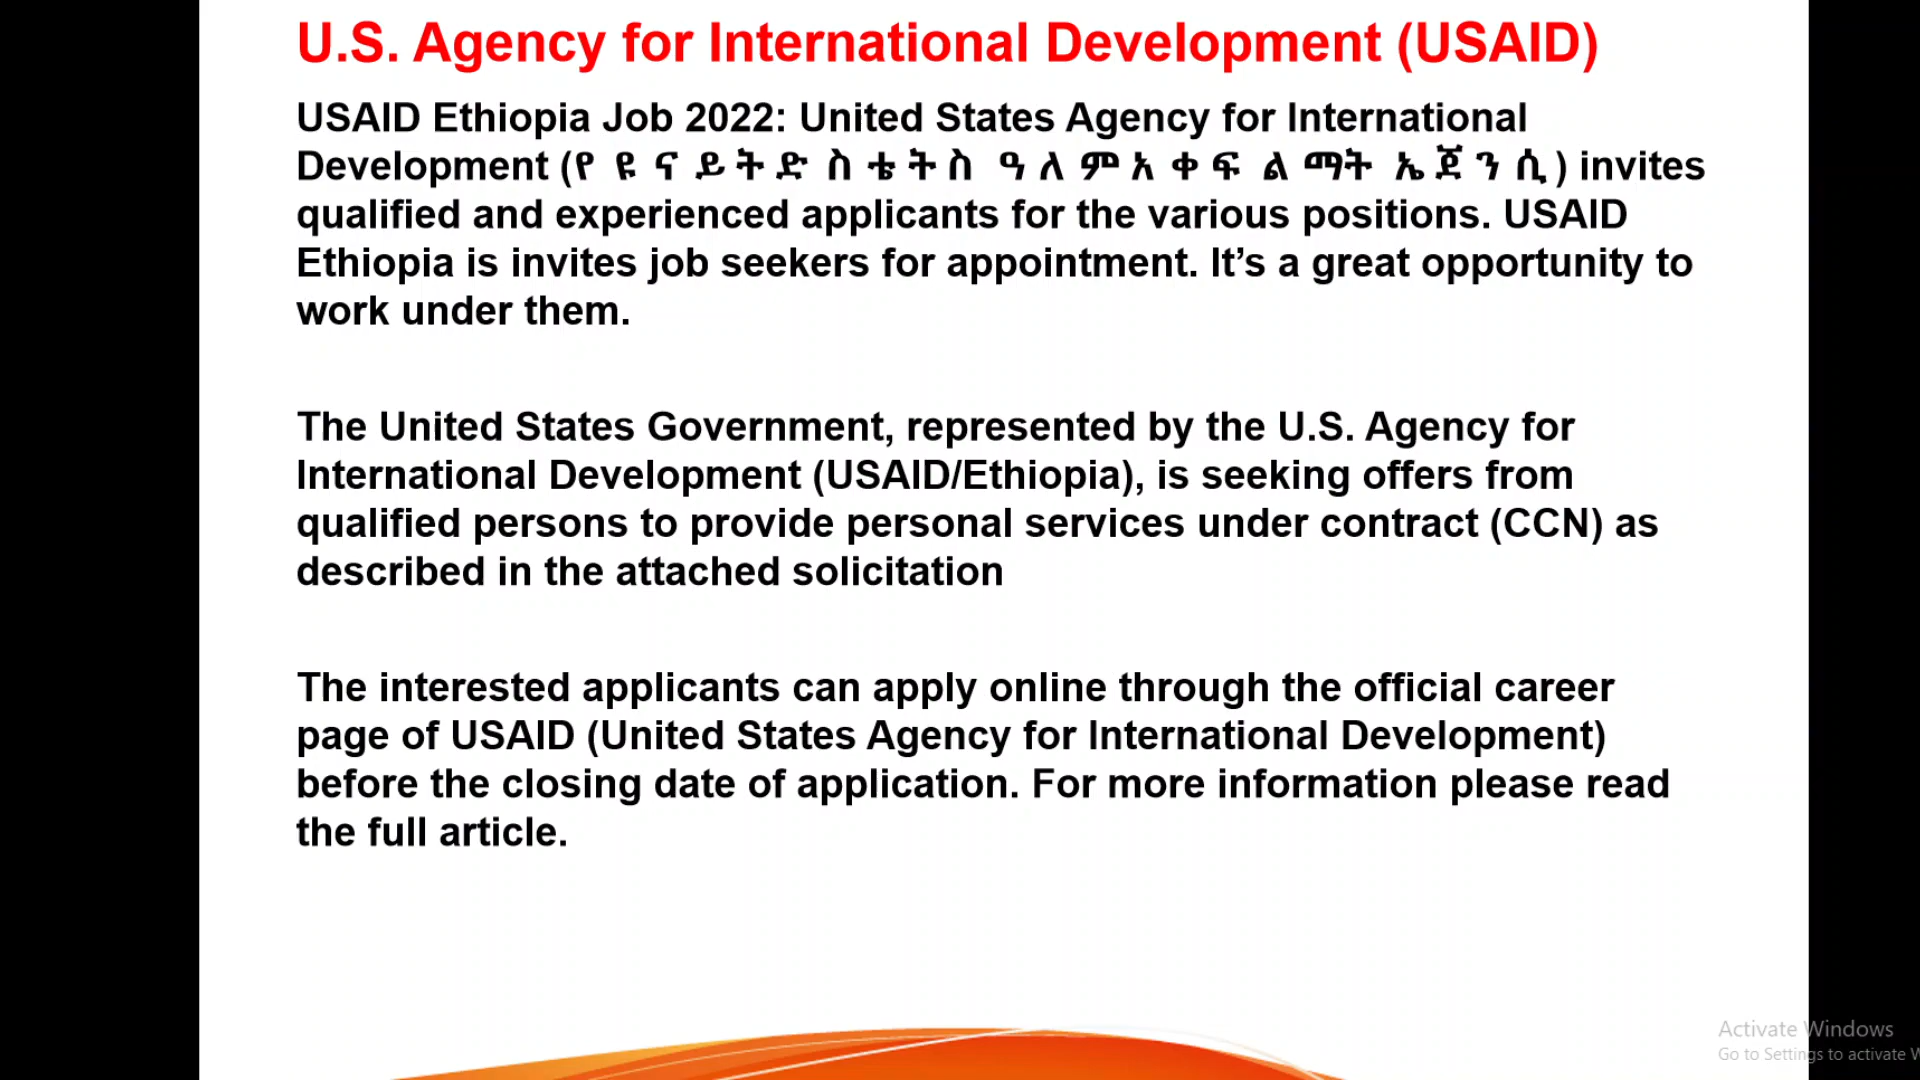 U.S. Agency for International Development (USAID)
USAID Ethiopia Job 2022: United States Agency for International
Development (የ ዩ ና ይ ት ድ ስ ቴ ት ስ ዓ ለ ም አ ቀ ፍ ል ማ ት ኤ ጀ ን ሲ ) invites
qualified and experienced applicants for the various positions. USAID
Ethiopia is invites job seekers for appointment. It’s a great opportunity to
work under them.
The United States Government, represented by the U.S. Agency for
International Development (USAID/Ethiopia), is seeking offers from
qualified persons to provide personal services under contract (CCN) as
described in the attached solicitation
The interested applicants can apply online through the official career
page of USAID (United States Agency for International Development)
before the closing date of application. For more information please read
the full article.
Activate Windows
Go to Settings to activate W